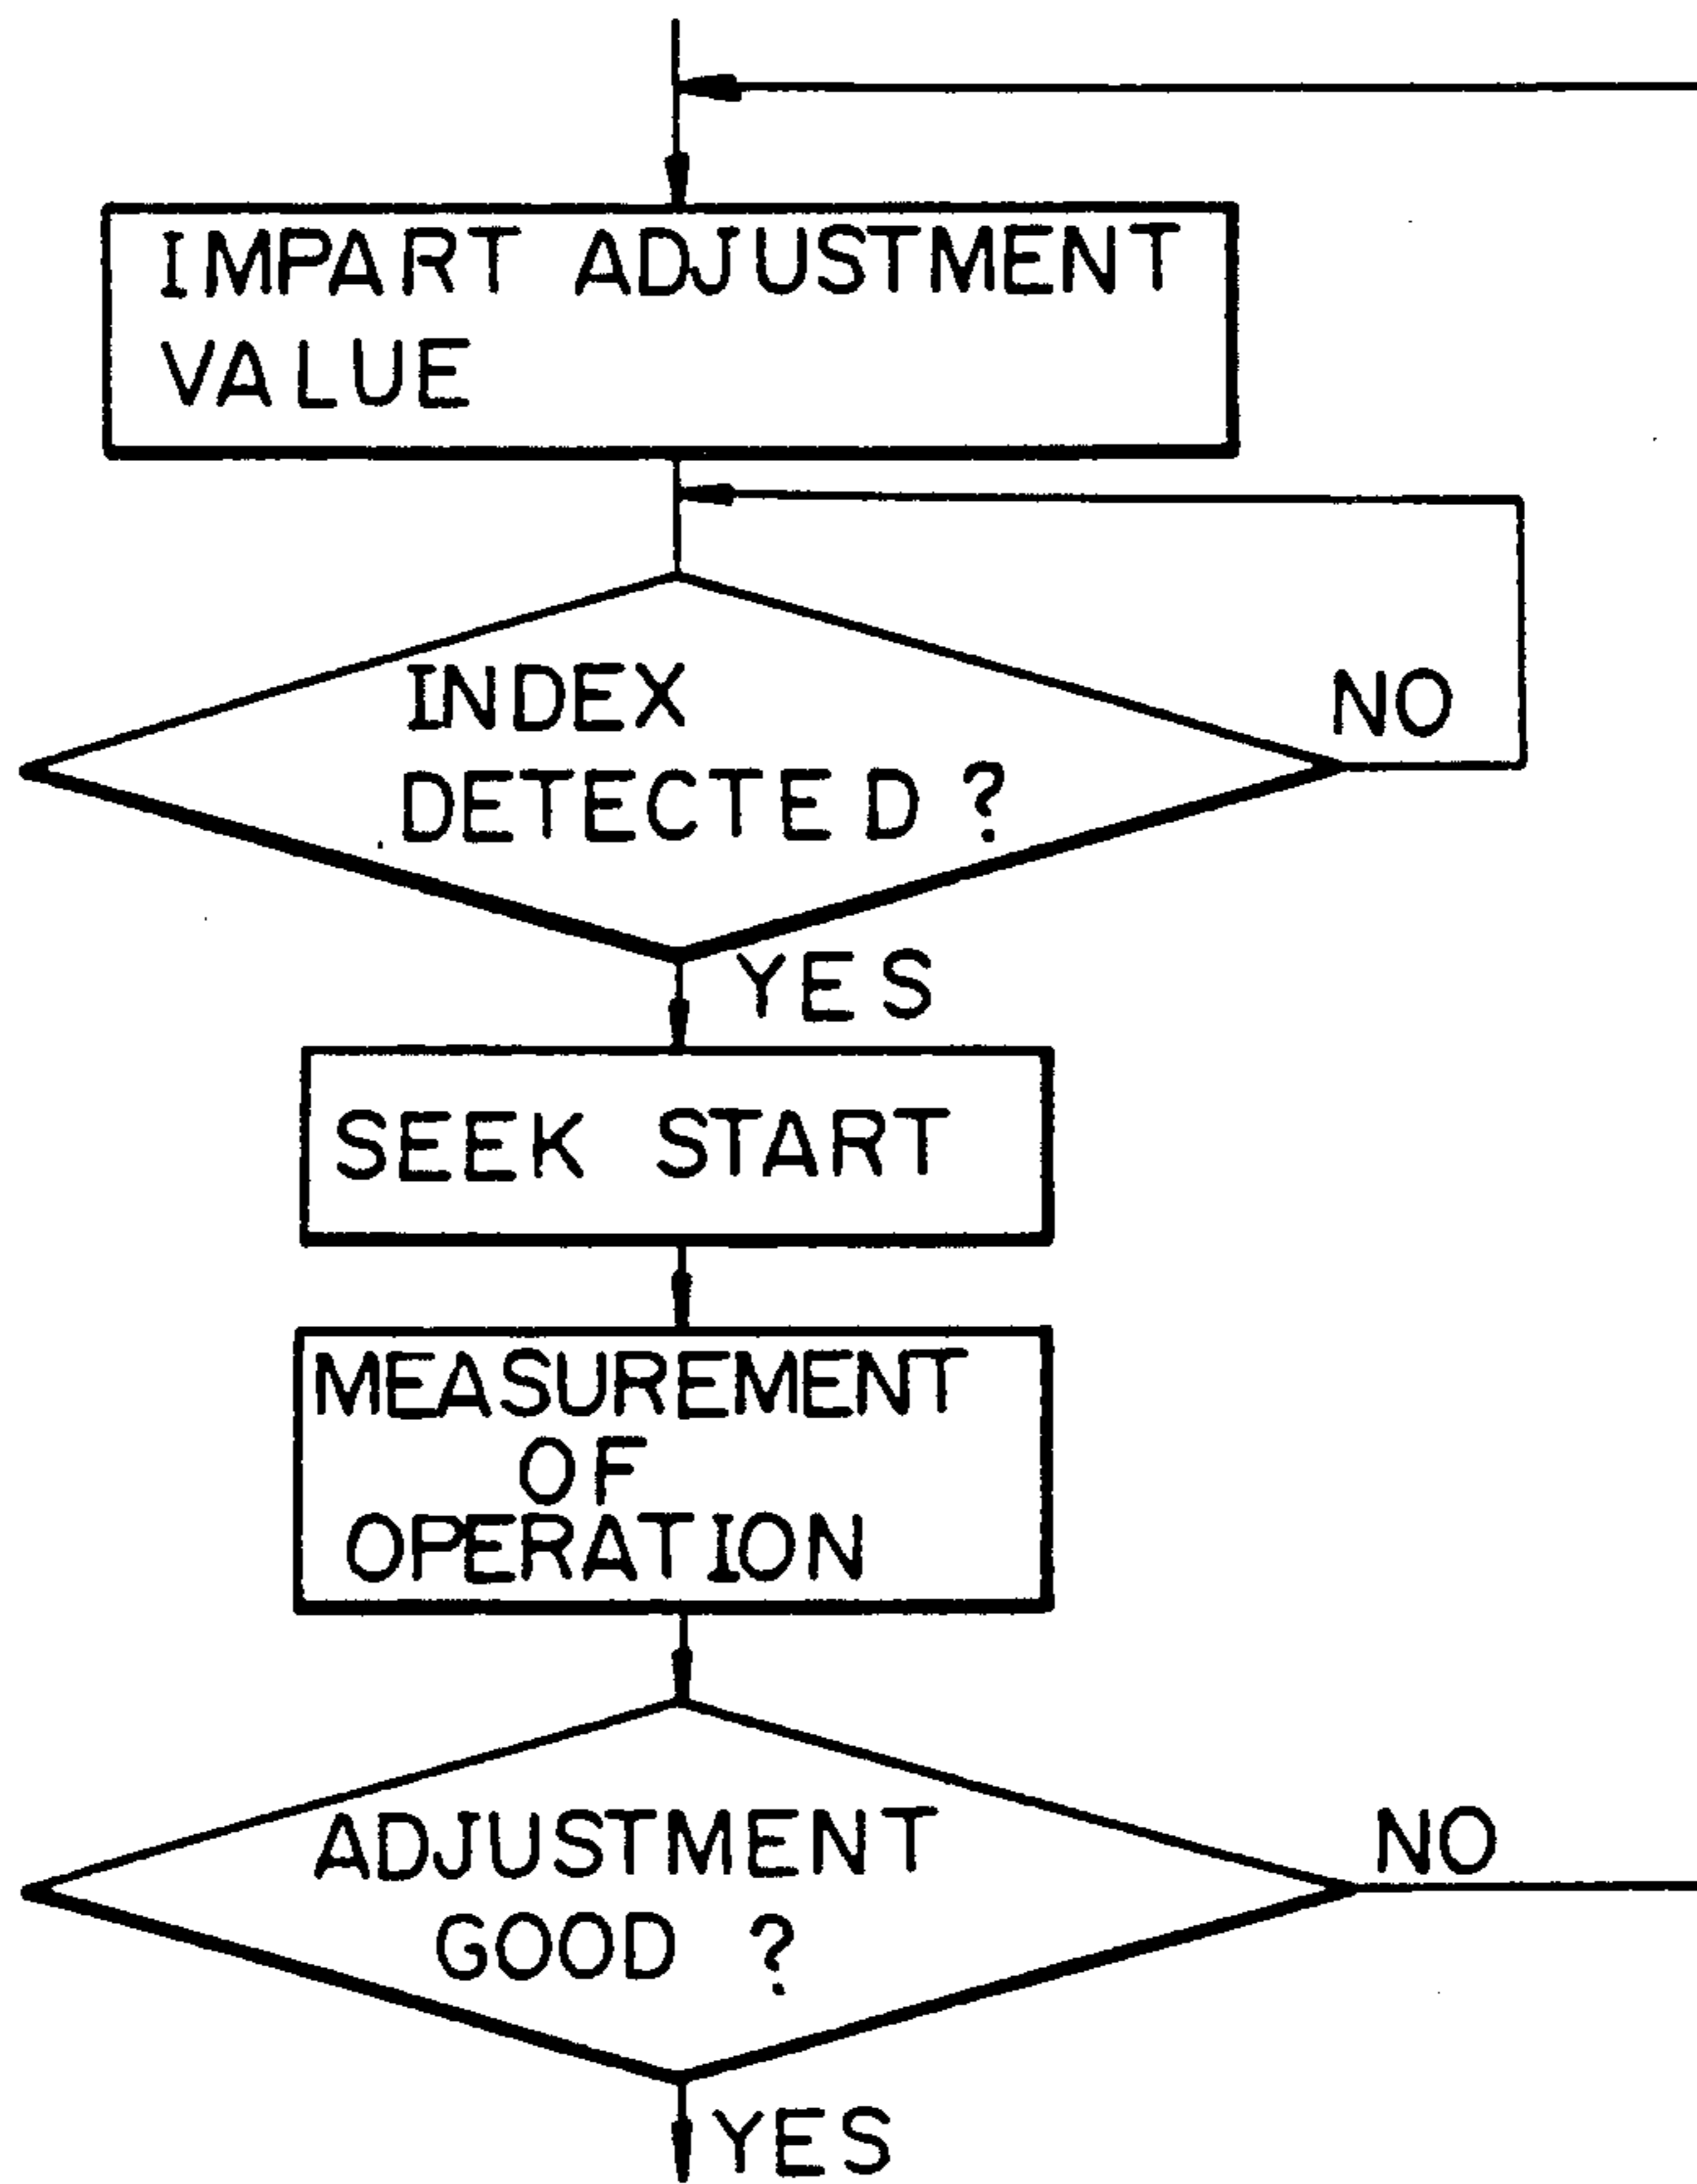 IMPART ADJUSTMENT
VALUE
INDEX
DETECTED ?
NO
YES
SEEK START
MEASUREMENT
OF
OPERATION
ADJUSTMENT
GOOD ?
NO
YES